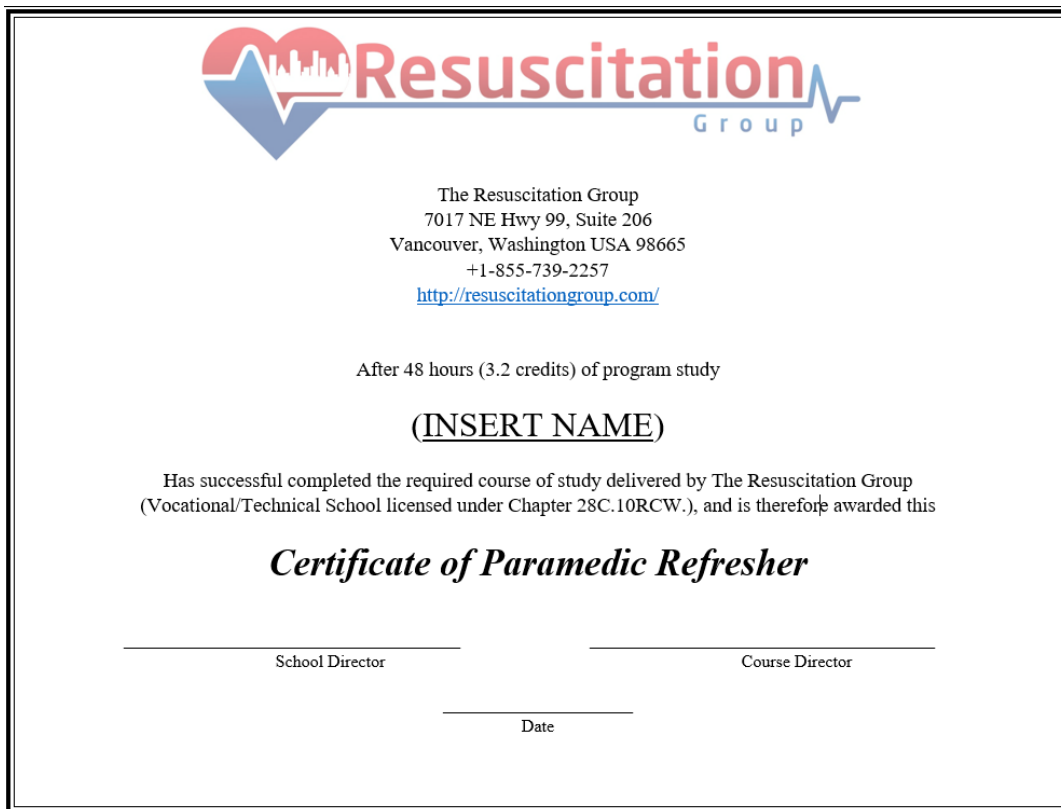 Resuscitation
Group
The Resuscitation Group
7017 NE Hwy 99, Suite 206
Vancouver, Washington USA 98665
+1-855-739-2257
http://resuscitationgroup.com/
After 48 hours (3.2 credits) of program study
(INSERT NAME)
Has successful completed the required course of study delivered by The Resuscitation Group
(Vocational/Technical School licensed under Chapter 28C.10RCW.), and is therefore awarded this
Certificate of Paramedic Refresher
School Director Course Director
Date